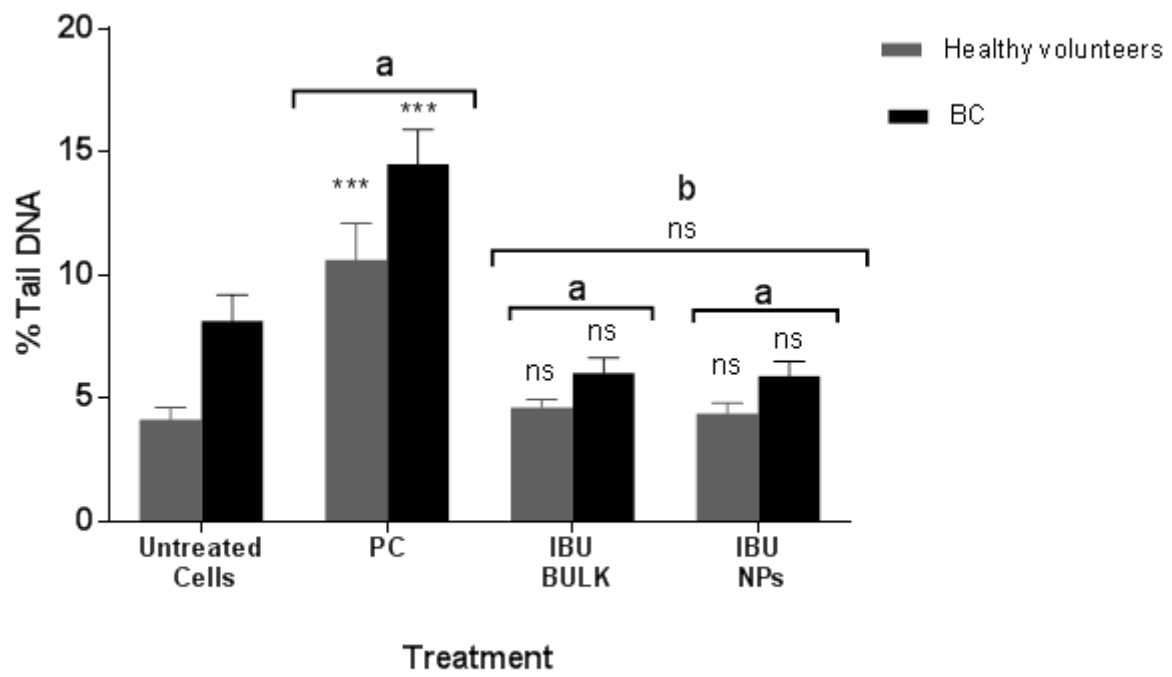 20
Healthy volunteers
a
***
BC
15
***
b
ns
% Tail DNA
10
a
a
ns
ns
ns
ns
5
0
Untreated
Cells
PC
IBU
BULK
IBU
NPs
Treatment